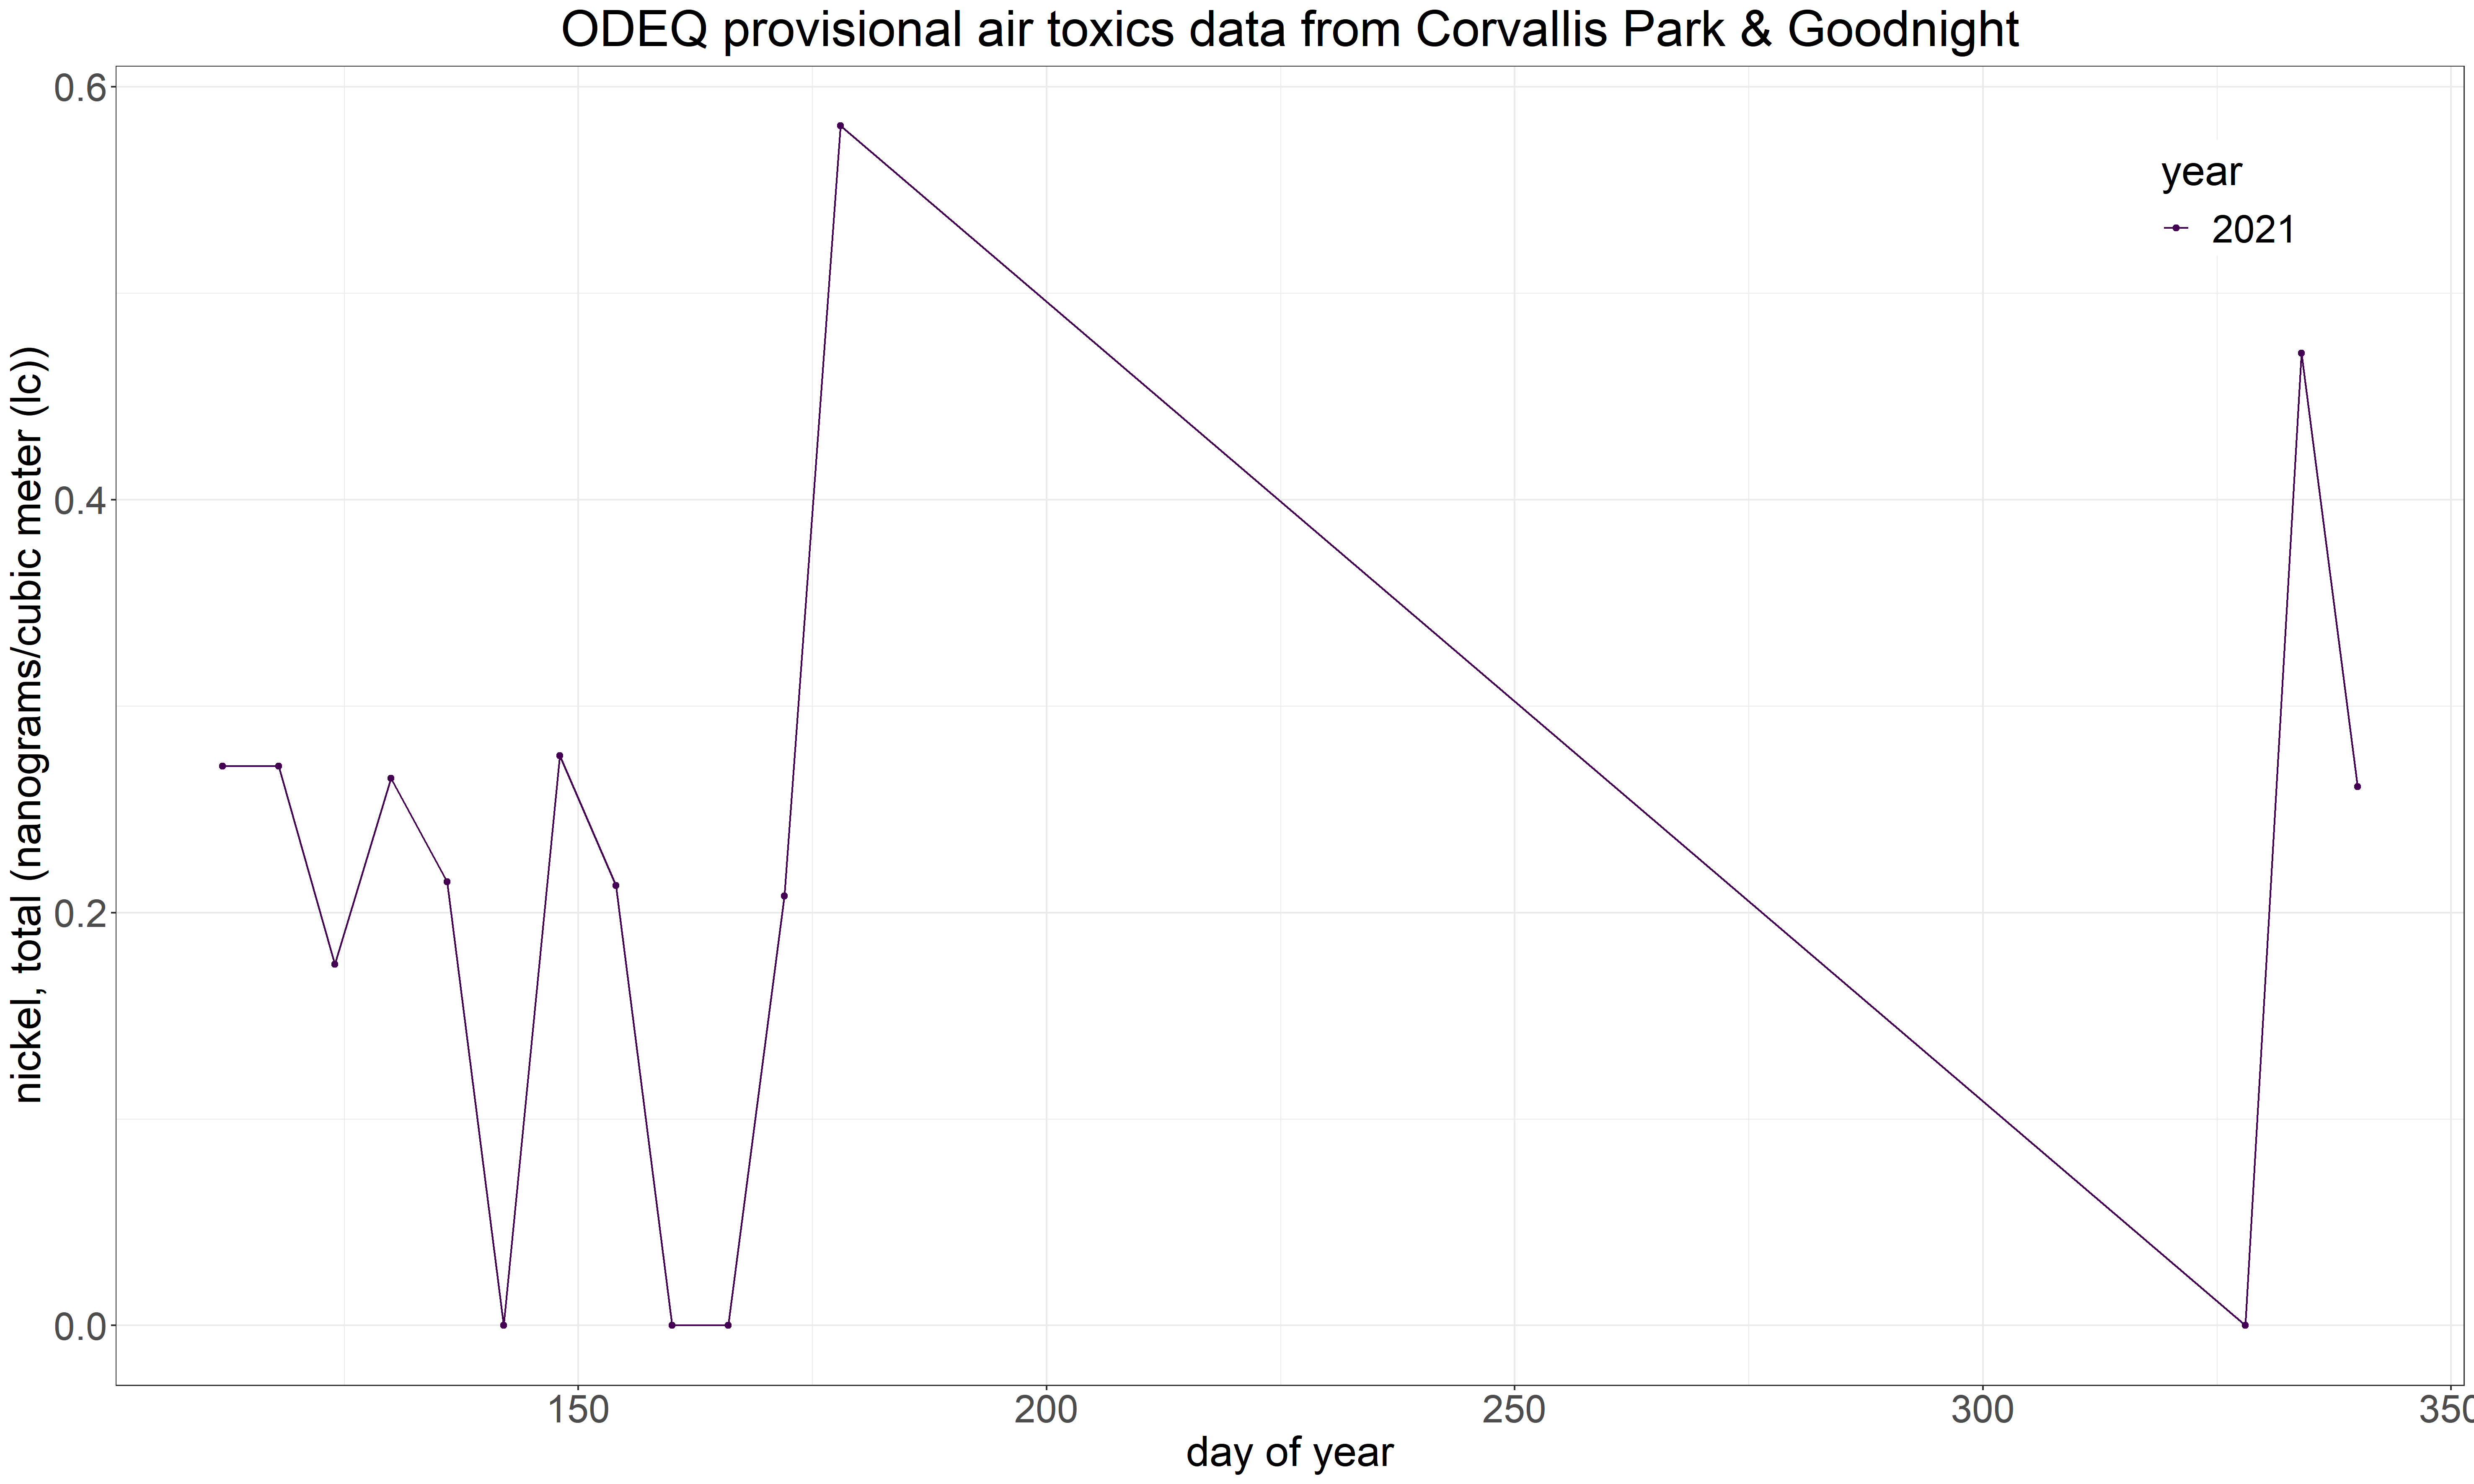 ODEQ provisional air toxics data from Corvallis Park & Goodnight
nickel, total (nanograms/cubic meter (lc))
0.6
0.4
0.2
0.0
year
2021
150
200
250
300
350
day of year